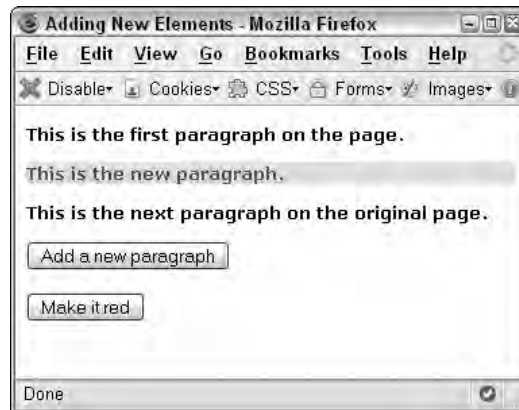 Adding New Elements - Mozilla Firefox
File Edit View Go Bookmarks Tools Help
Disable Cookies CSS Forms Images
This is the first paragraph on the page.
This is the new paragraph.
This is the next paragraph on the original page.
Add a new paragraph
Make it red
Done